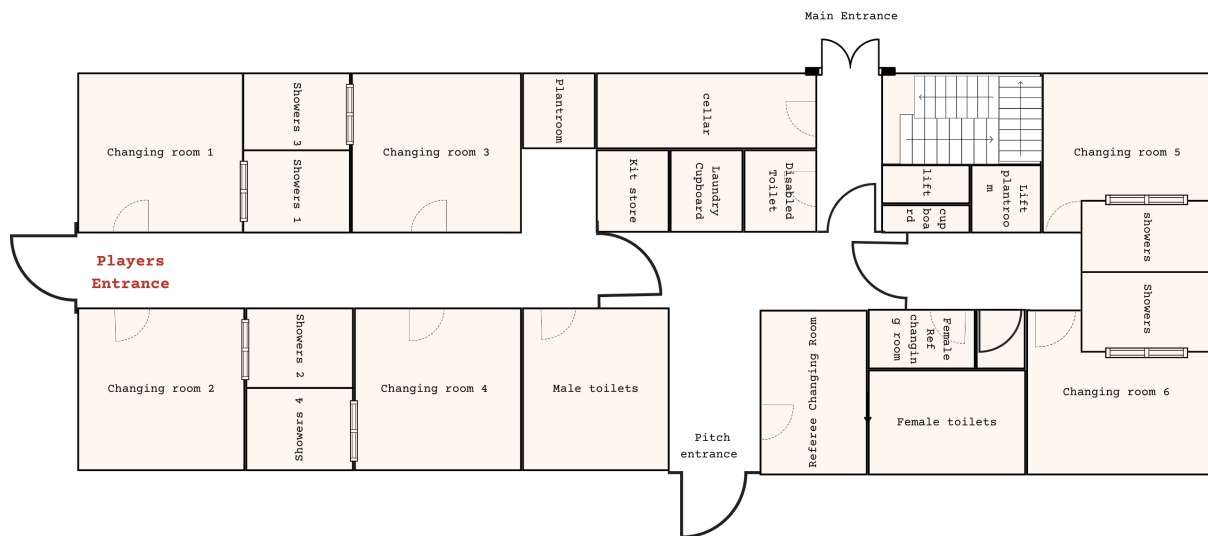 Main Entrance
Showers 3
Plantroom
cellar
Changing room 1
Changing room 3
Changing room 5
Showers 1
Kit store
Laundry
Cupboard
Disabled
Toilet
lift
Lift
plantroo
m
cup
boa
rd
showers
Players
Entrance
Showers
Showers 2
Female
Ref
changin
g room
Changing room 2
Changing room 4
Male toilets
Referee Changing Room
Changing room 6
Showers 4
Female toilets
Pitch
entrance